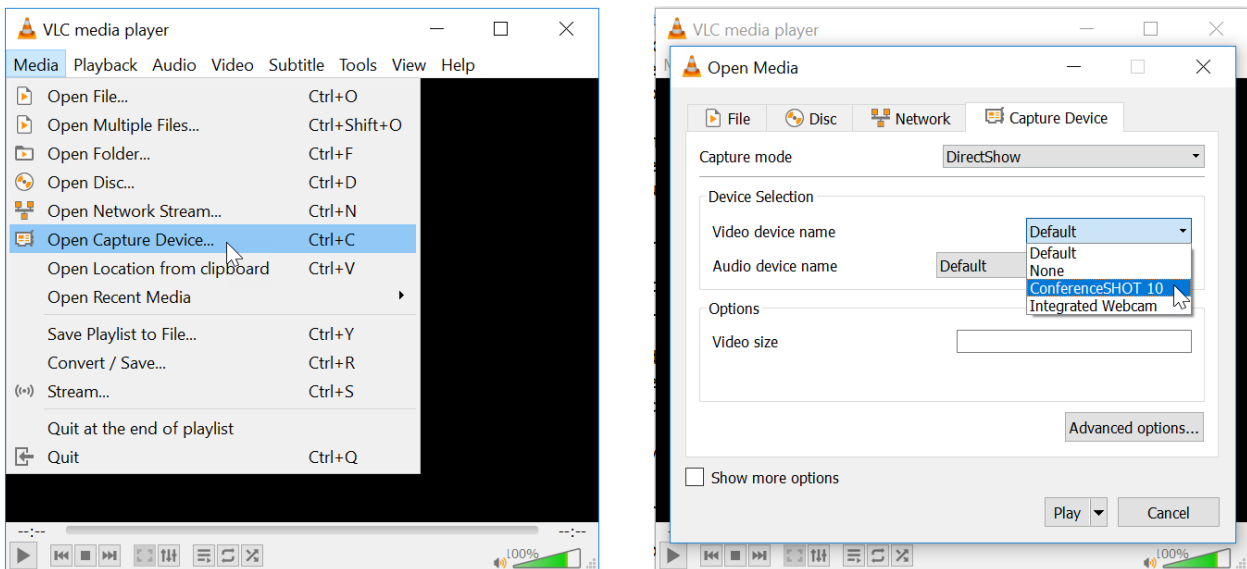 VLC media player
Media Playback Audio Video Subtitle Tools View Help
Open File... Ctrl+O
Open Multiple Files... Ctrl+Shift+O
Open Folder... Ctrl+F
Open Disc... Ctrl+D
Open Network Stream... Ctrl+N
Open Capture Device... Ctrl+C
Open Location from clipboard Ctrl+V
Open Recent Media
Save Playlist to File... Ctrl+Y
Convert / Save... Ctrl+R
Stream... Ctrl+S
Quit at the end of playlist
Quit Ctrl+Q
--:-- --:--
100%
VLC media player
Open Media
File Disc Network Capture Device
Capture mode DirectShow
Device Selection
Video device name Default
Default
Audio device name Default
None
ConferenceSHOT 10
Integrated Webcam
Options
Video size
Advanced options...
Show more options
Play Cancel
100%